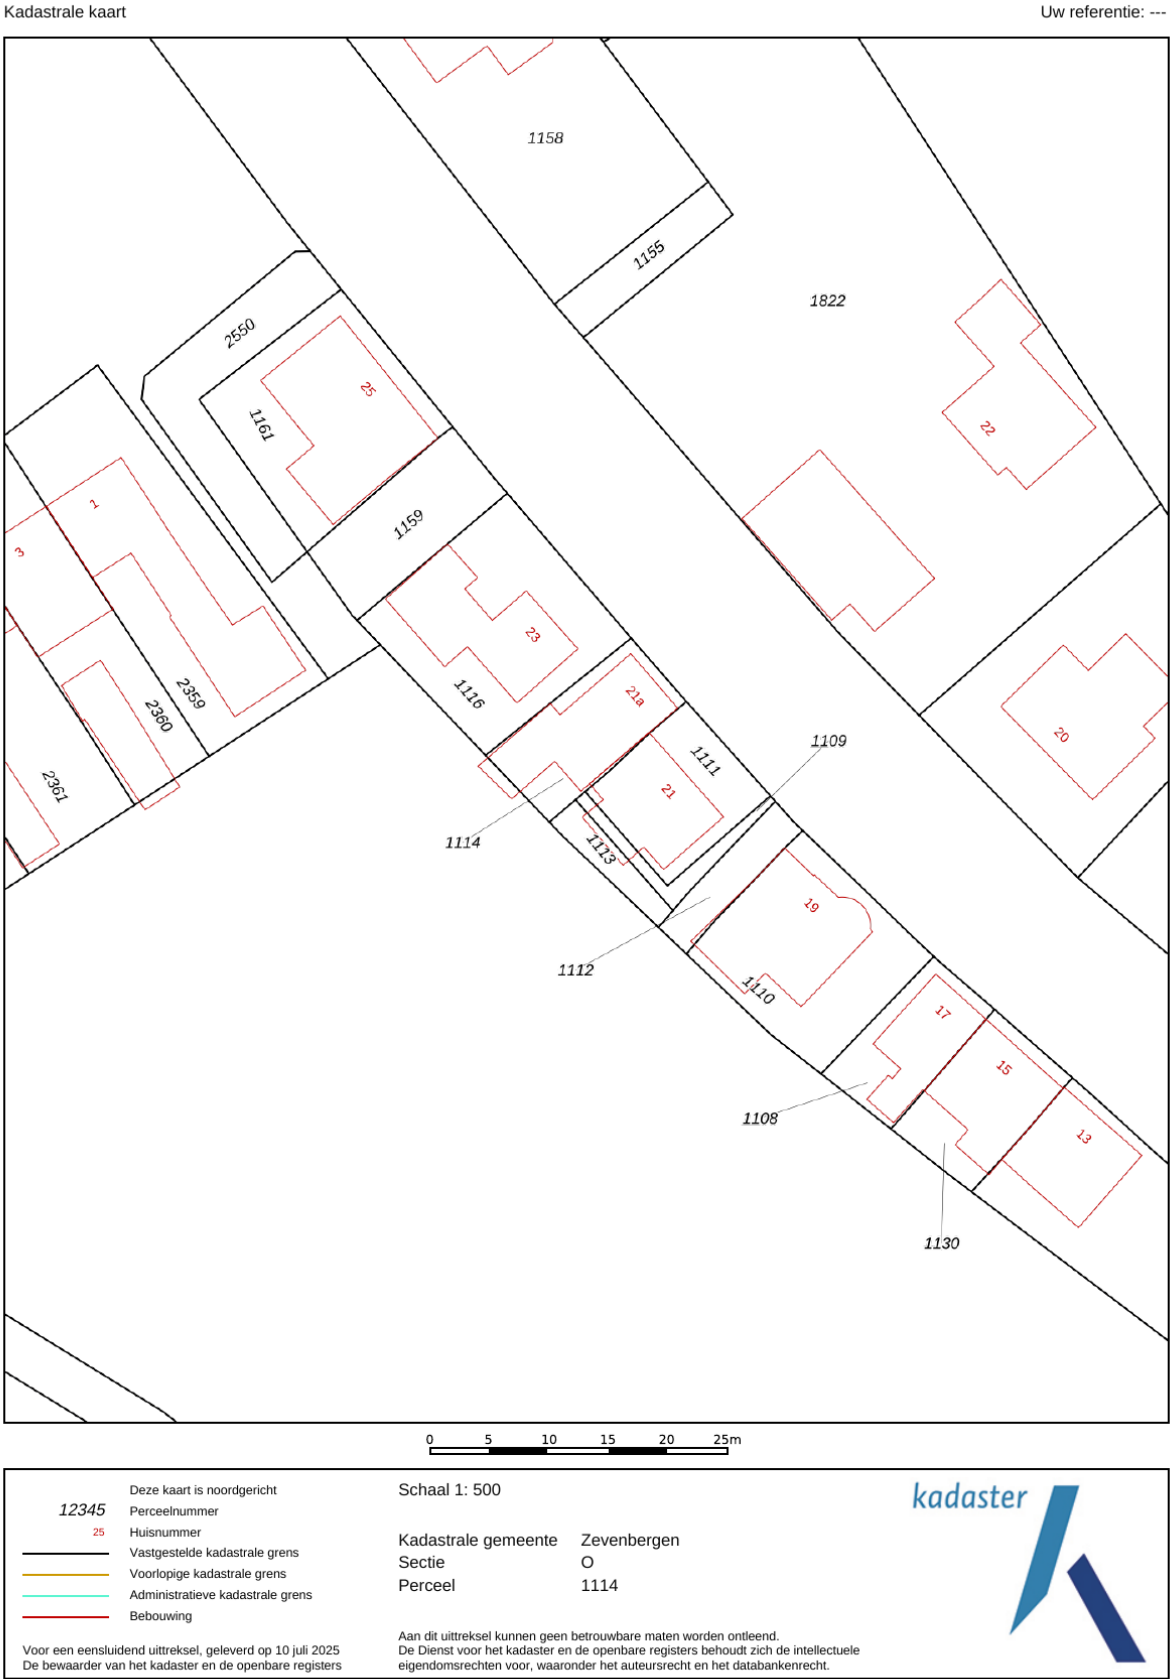 Kadastrale kaart
Uw referentie: ---
1158
1155
1822
2550
25
1161
22
1
1159
3
23
20
1116
21a
2359
2360
1109
1111
2361
21
1114
1113
19
1112
1110
17
15
1108
13
1130
0 5 10 15 20 25m
Deze kaart is noordgericht
12345 Perceelnummer
25 Huisnummer
Vastgestelde kadastrale grens
Voorlopige kadastrale grens
Administratieve kadastrale grens
Bebouwing
Voor een eensluidend uittreksel, geleverd op 10 juli 2025
De bewaarder van het kadaster en de openbare registers
Schaal 1: 500
Kadastrale gemeente Zevenbergen
Sectie O
Perceel 1114
Aan dit uittreksel kunnen geen betrouwbare maten worden ontleend.
De Dienst voor het kadaster en de openbare registers behoudt zich de intellectuele
eigendomsrechten voor, waaronder het auteursrecht en het databankenrecht.
kadaster